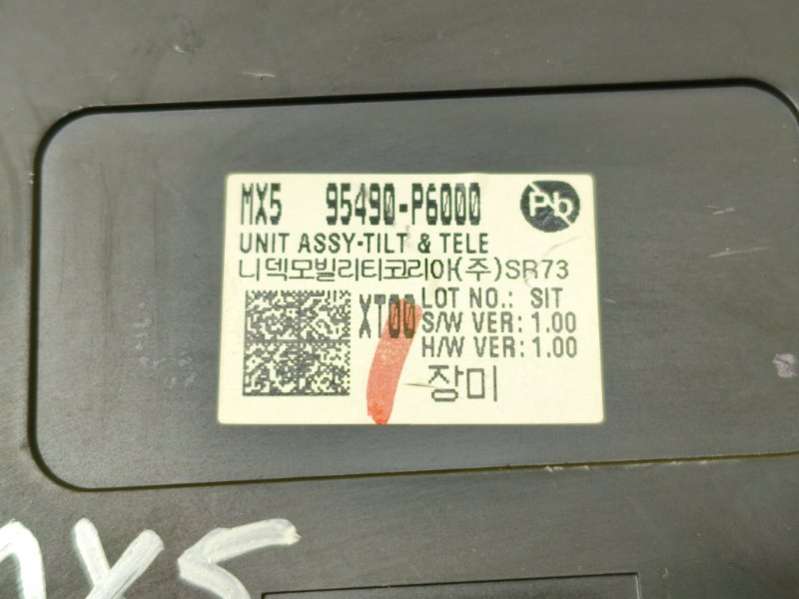 MX5 95490-P6000 Pb
UNIT ASSY-TILT & TELE
니덱모빌리티코리아(주)SR73
XT00 LOT NO.: SIT
S/W VER: 1.00
H/W VER: 1.00
장미
MX5